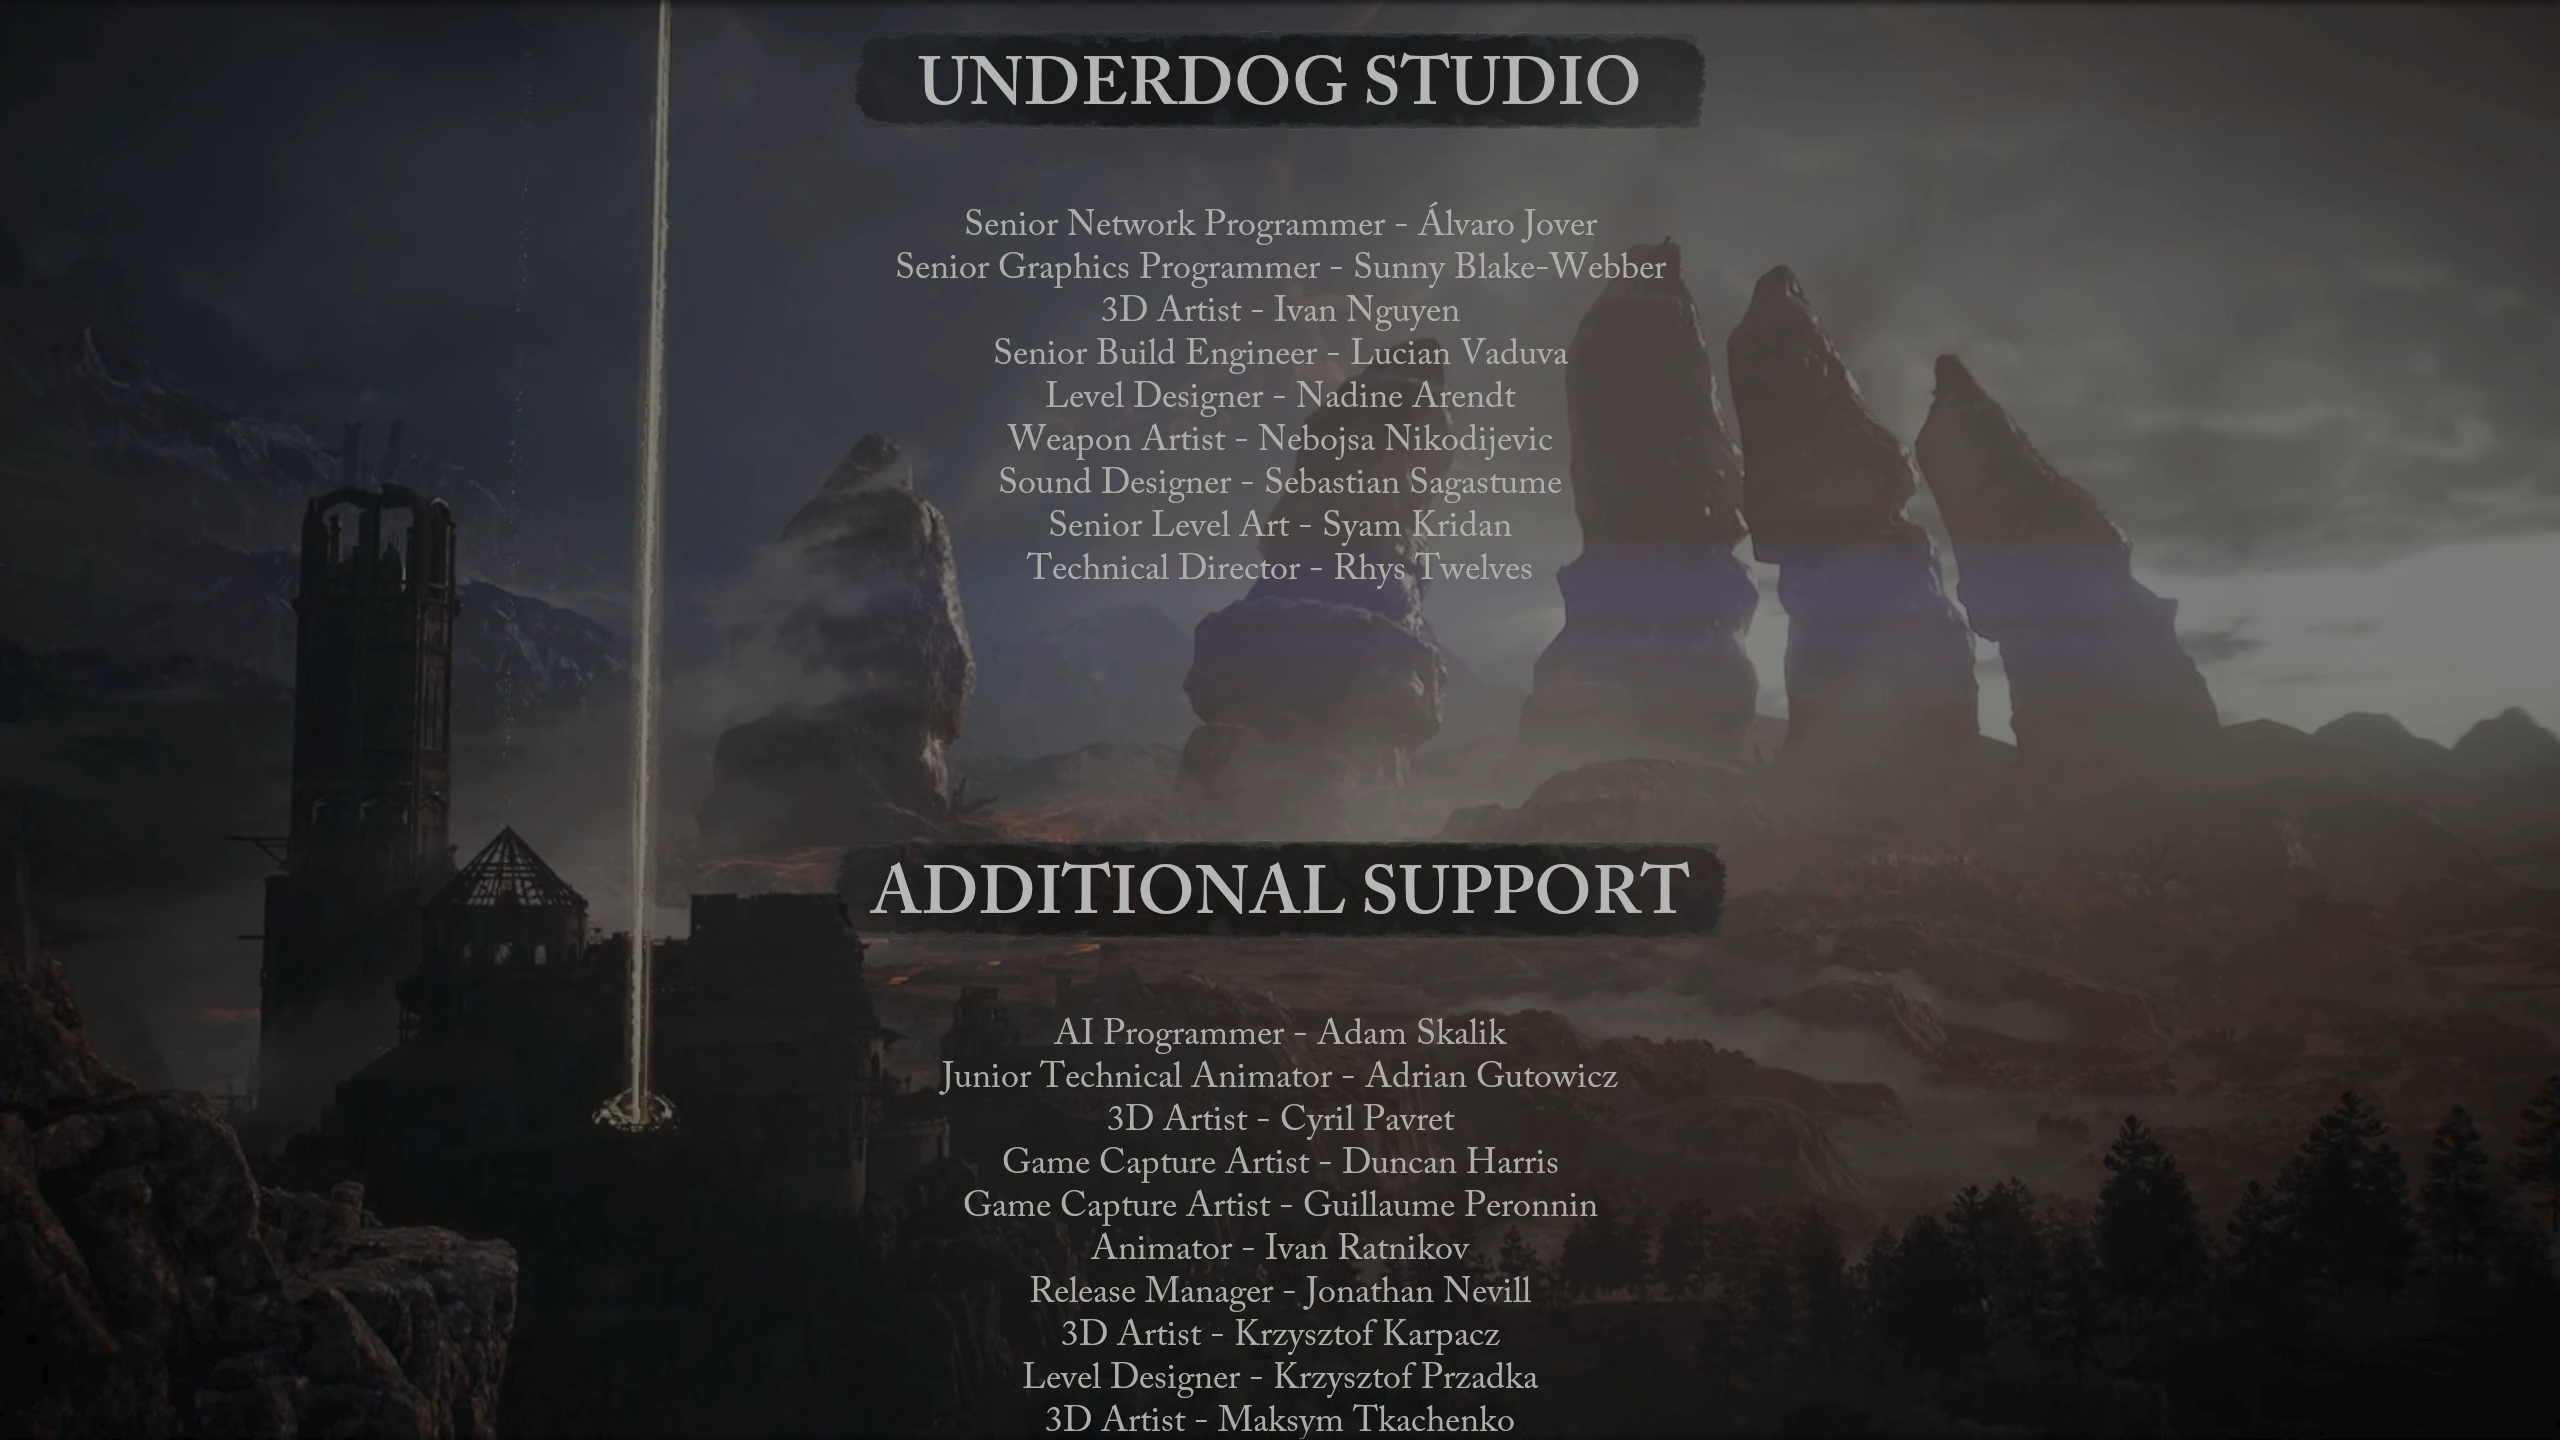 UNDERDOG STUDIO
Senior Network Programmer - Álvaro Jover
Senior Graphics Programmer - Sunny Blake-Webber
3D Artist - Ivan Nguyen
Senior Build Engineer - Lucian Vaduva
Level Designer - Nadine Arendt
Weapon Artist - Nebojsa Nikodijevic
Sound Designer - Sebastian Sagastume
Senior Level Art - Syam Kridan
Technical Director - Rhys Twelves
ADDITIONAL SUPPORT
AI Programmer - Adam Skalik
Junior Technical Animator - Adrian Gutowicz
3D Artist - Cyril Pavret
Game Capture Artist - Duncan Harris
Game Capture Artist - Guillaume Peronnin
Animator - Ivan Ratnikov
Release Manager - Jonathan Nevill
3D Artist - Krzysztof Karpacz
Level Designer - Krzysztof Przadka
3D Artist - Maksym Tkachenko